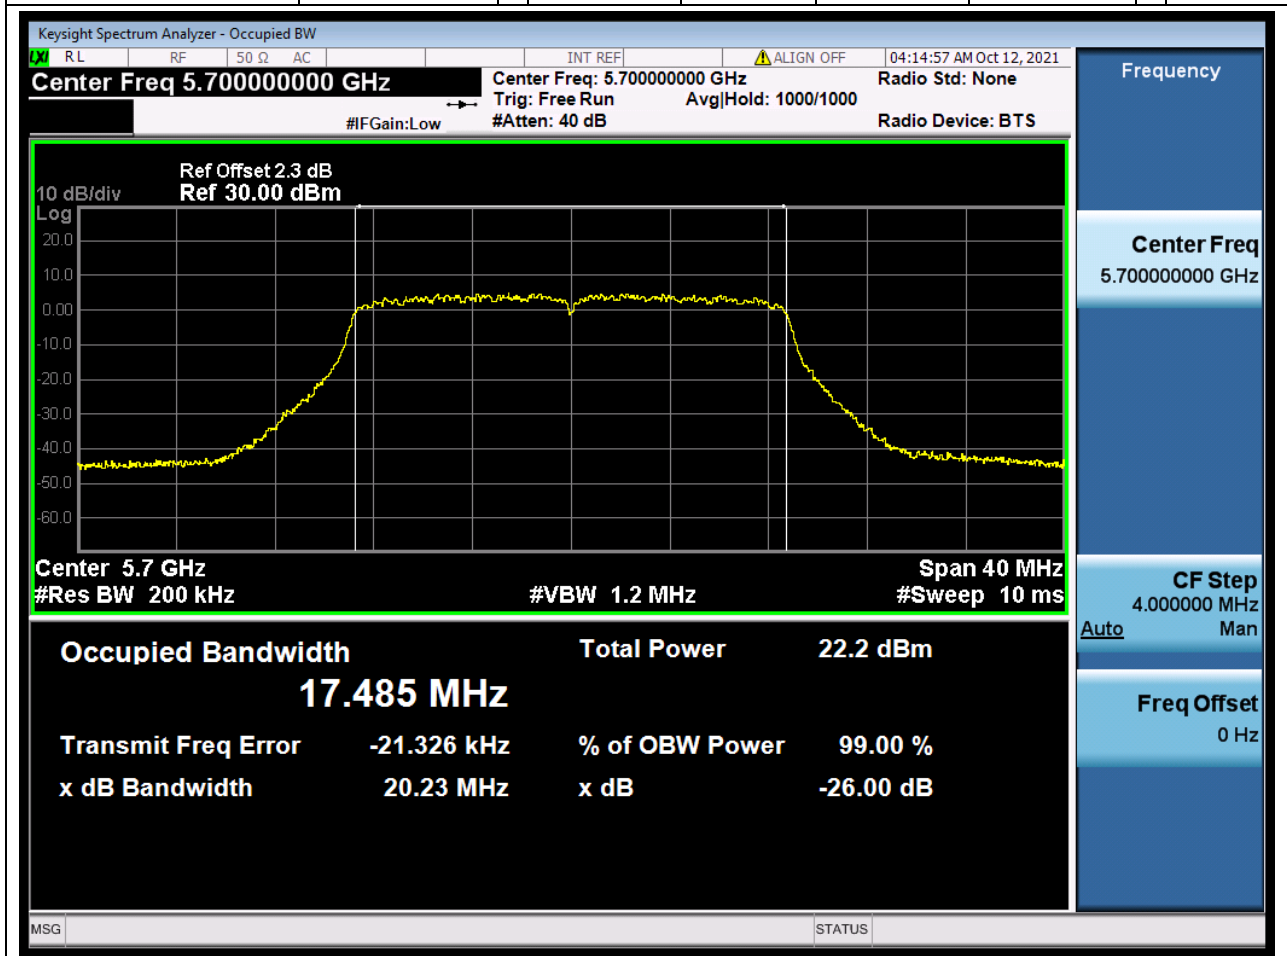 Keysight Spectrum Analyzer - Occupied BW
LXI RL RF 50 Ω AC INT REF ALIGN OFF 04:14:57 AM Oct 12, 2021
Center Freq 5.700000000 GHz
Center Freq: 5.700000000 GHz Radio Std: None
Trig: Free Run Avg|Hold: 1000/1000
#IFGain:Low #Atten: 40 dB Radio Device: BTS
Ref Offset 2.3 dB
10 dB/div Ref 30.00 dBm
Log
20.0
10.0
0.00
-10.0
-20.0
-30.0
-40.0
-50.0
-60.0
Center 5.7 GHz Span 40 MHz
#Res BW 200 kHz #VBW 1.2 MHz #Sweep 10 ms
Occupied Bandwidth Total Power 22.2 dBm
17.485 MHz
Transmit Freq Error -21.326 kHz % of OBW Power 99.00 %
x dB Bandwidth 20.23 MHz x dB -26.00 dB
MSG STATUS
Frequency
Center Freq
5.700000000 GHz
CF Step
4.000000 MHz
Auto Man
Freq Offset
0 Hz